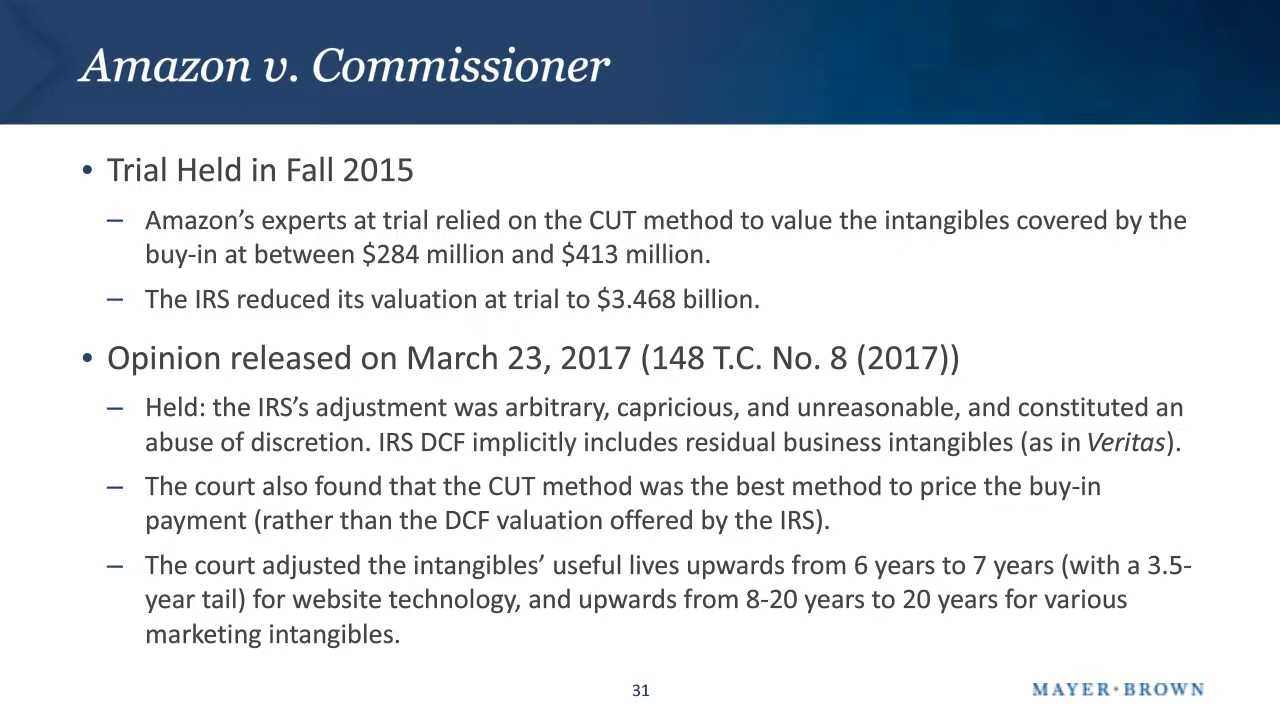 Amazon v. Commissioner
• Trial Held in Fall 2015
– Amazon’s experts at trial relied on the CUT method to value the intangibles covered by the
buy-in at between $284 million and $413 million.
– The IRS reduced its valuation at trial to $3.468 billion.
• Opinion released on March 23, 2017 (148 T.C. No. 8 (2017))
– Held: the IRS’s adjustment was arbitrary, capricious, and unreasonable, and constituted an
abuse of discretion. IRS DCF implicitly includes residual business intangibles (as in Veritas).
– The court also found that the CUT method was the best method to price the buy-in
payment (rather than the DCF valuation offered by the IRS).
– The court adjusted the intangibles’ useful lives upwards from 6 years to 7 years (with a 3.5-
year tail) for website technology, and upwards from 8-20 years to 20 years for various
marketing intangibles.
31
MAYER·BROWN